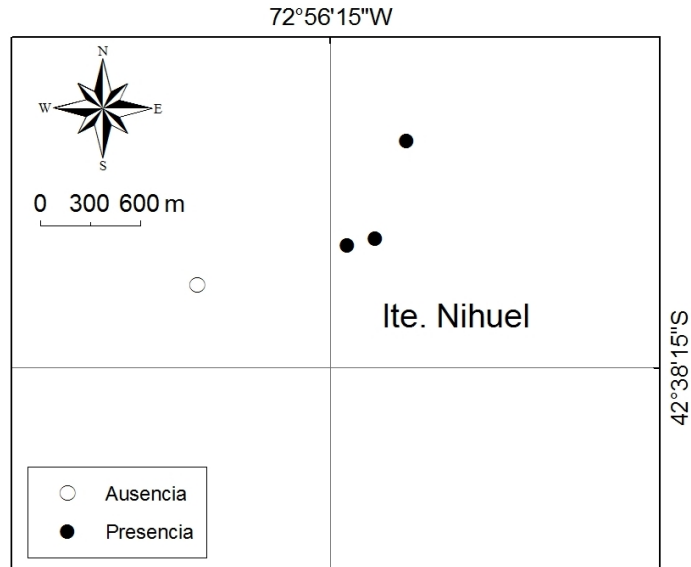 72°56'15"W
N
W E
S
0 300 600 m
Ite. Nihuel
42°38'15"S
Ausencia
Presencia